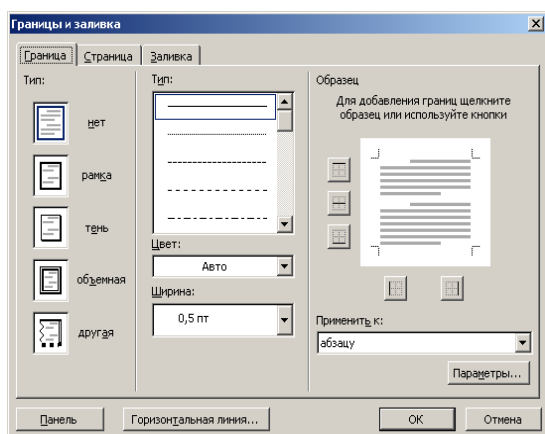 Границы и заливка
Граница Страница Заливка
Тип:
нет
рамка
тень
объемная
другая
Тип:
Цвет:
Авто
Ширина:
0,5 пт
Образец
Для добавления границ щелкните
образец или используйте кнопки
Применить к:
абзацу
Параметры...
Панель Горизонтальная линия... ОК Отмена